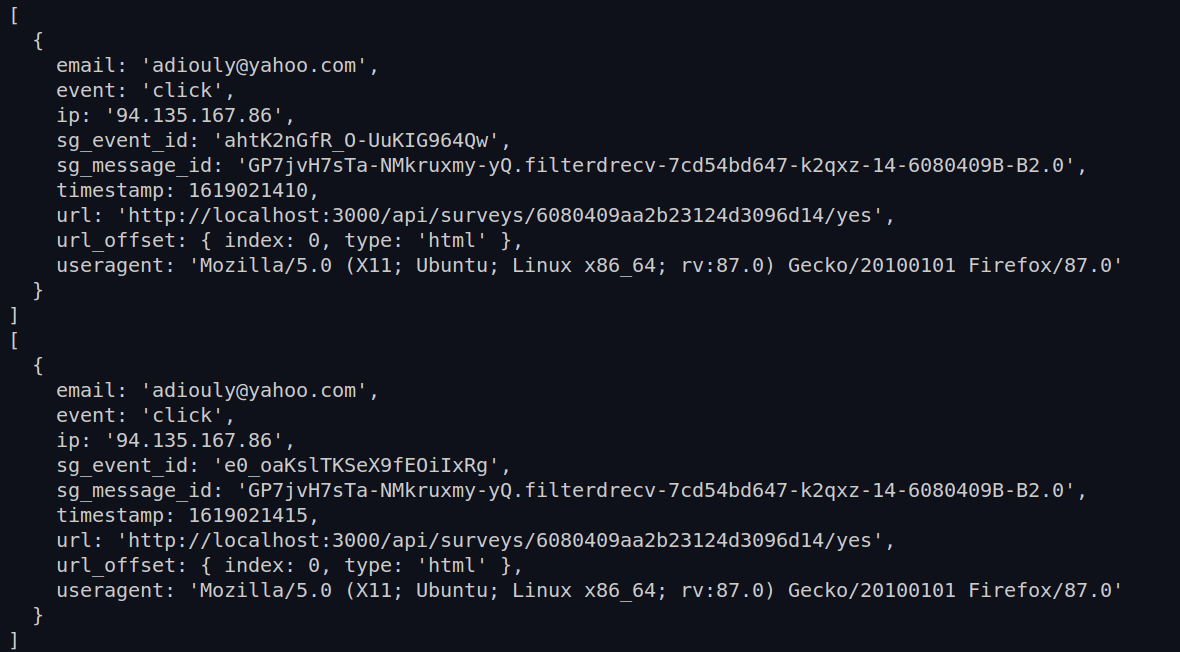 [
  {
    email: 'adiouly@yahoo.com',
    event: 'click',
    ip: '94.135.167.86',
    sg_event_id: 'ahtK2nGfR_O-UuKIG964Qw',
    sg_message_id: 'GP7jvH7sTa-NMkruxmy-yQ.filterdrecv-7cd54bd647-k2qxz-14-6080409B-B2.0',
    timestamp: 1619021410,
    url: 'http://localhost:3000/api/surveys/6080409aa2b23124d3096d14/yes',
    url_offset: { index: 0, type: 'html' },
    useragent: 'Mozilla/5.0 (X11; Ubuntu; Linux x86_64; rv:87.0) Gecko/20100101 Firefox/87.0'
  }
]
[
  {
    email: 'adiouly@yahoo.com',
    event: 'click',
    ip: '94.135.167.86',
    sg_event_id: 'e0_oaKslTKSeX9fEOiIxRg',
    sg_message_id: 'GP7jvH7sTa-NMkruxmy-yQ.filterdrecv-7cd54bd647-k2qxz-14-6080409B-B2.0',
    timestamp: 1619021415,
    url: 'http://localhost:3000/api/surveys/6080409aa2b23124d3096d14/yes',
    url_offset: { index: 0, type: 'html' },
    useragent: 'Mozilla/5.0 (X11; Ubuntu; Linux x86_64; rv:87.0) Gecko/20100101 Firefox/87.0'
  }
]